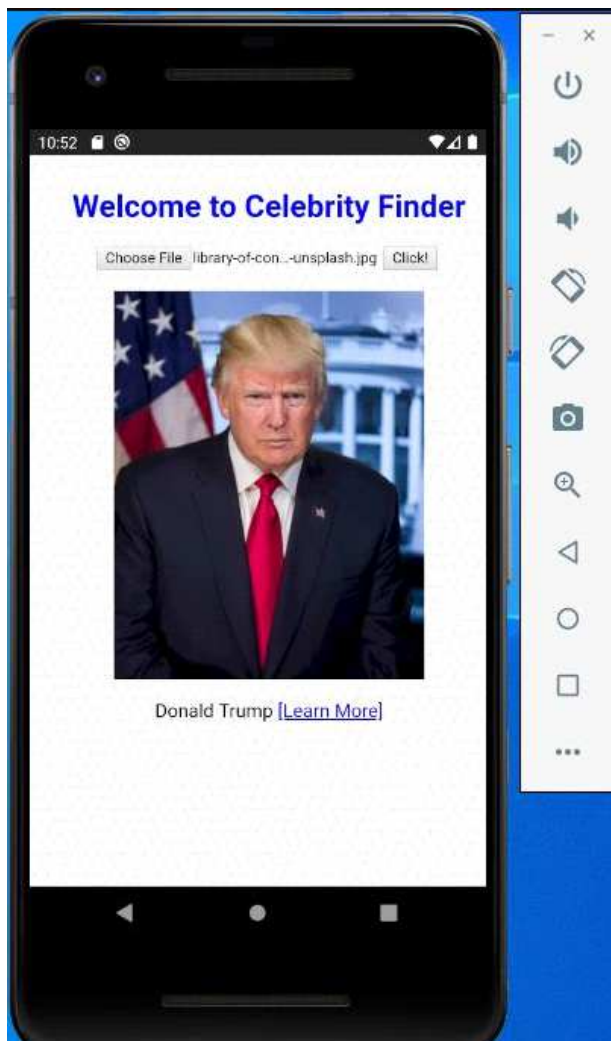 10:52
Welcome to Celebrity Finder
Choose File library-of-con...-unsplash.jpg Click!
Donald Trump [Learn More]